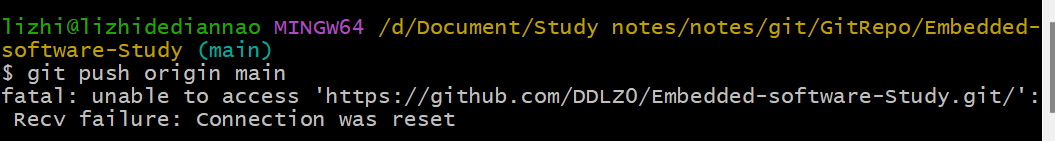 lizhi@lizhidediannao MINGW64 /d/Document/Study notes/notes/git/GitRepo/Embedded-
software-Study (main)
$ git push origin main
fatal: unable to access 'https://github.com/DDLZ0/Embedded-software-Study.git/':
 Recv failure: Connection was reset